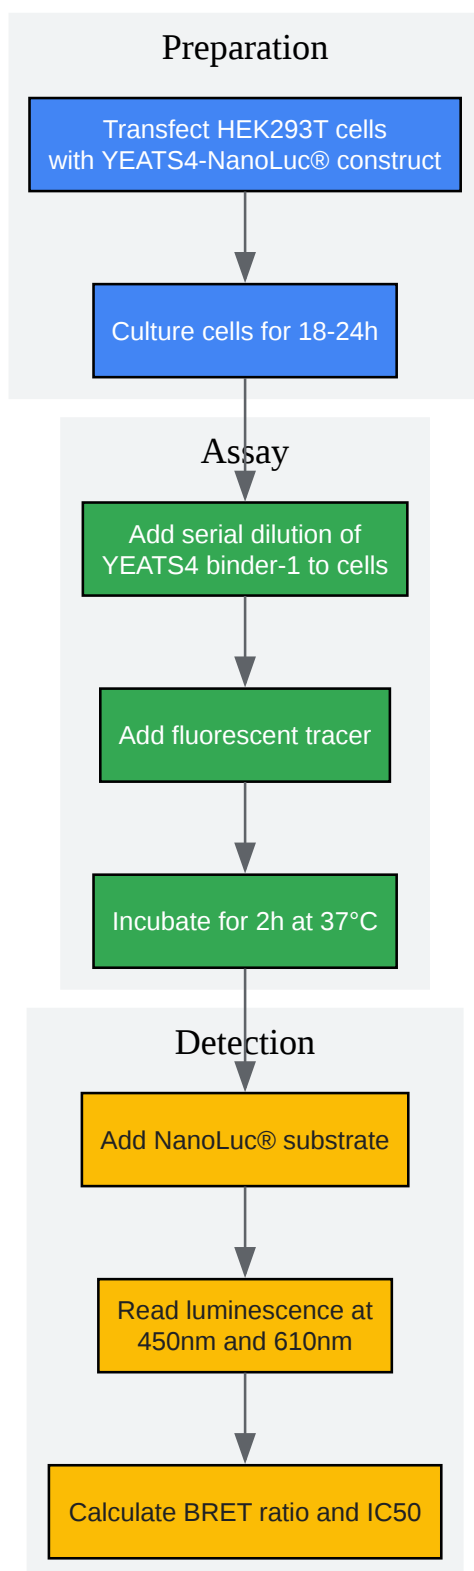 Preparation
Transfect HEK293T cells
with YEATS4-NanoLuc® construct
Culture cells for 18-24h
Assay
Add serial dilution of
YEATS4 binder-1 to cells
Add fluorescent tracer
Incubate for 2h at 37°C
Detection
Add NanoLuc® substrate
Read luminescence at
450nm and 610nm
Calculate BRET ratio and IC50